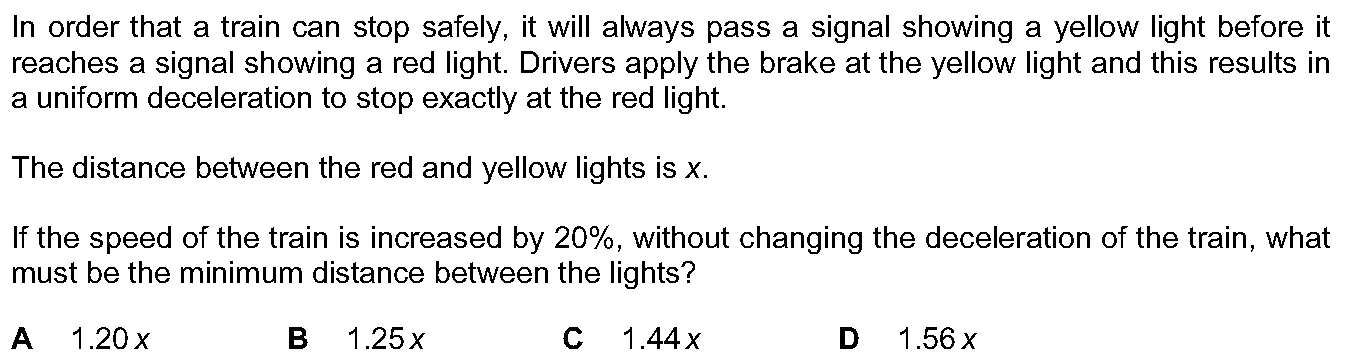 In order that a train can stop safely, it will always pass a signal showing a yellow light before it
reaches a signal showing a red light. Drivers apply the brake at the yellow light and this results in
a uniform deceleration to stop exactly at the red light.
The distance between the red and yellow lights is x.
If the speed of the train is increased by 20%, without changing the deceleration of the train, what
must be the minimum distance between the lights?
A 1.20 x B 1.25 x C 1.44 x D 1.56 x